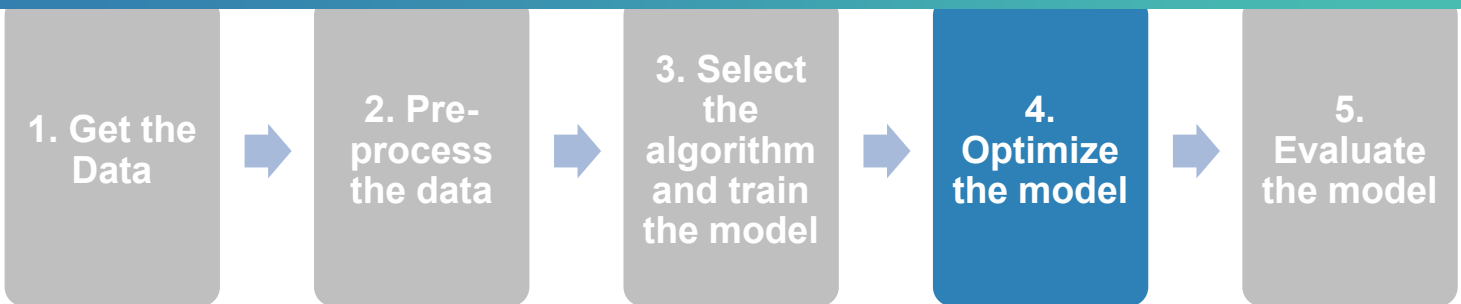 1. Get the
Data
2. Pre-
process
the data
3. Select
the
algorithm
and train
the model
4.
Optimize
the model
5.
Evaluate
the model